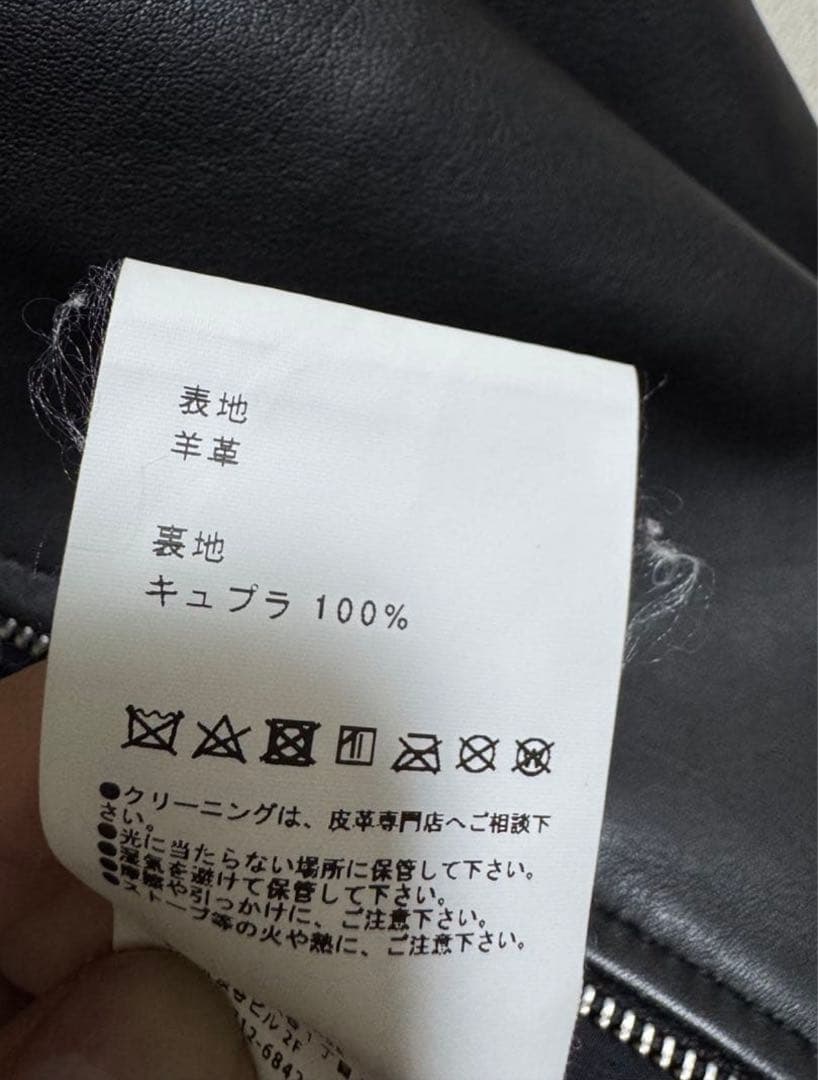 表地
羊革
裏地
キュプラ 100%
●クリーニングは、皮革専門店へご相談下
さい。
●光に当たらない場所に保管して下さい。
●湿気を避けて保管して下さい。
●摩擦や引っかけに、ご注意下さい。
●ストーブ等の火や熱に、ご注意下さい。
ビル 2F